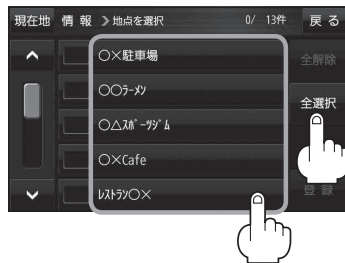 現在地 情 報 ＞地点を選択 0/ 13件 戻 る
○×駐車場
全解除
○○ﾗｰﾒﾝ
全選択
○△ｽﾎﾟｰﾂｼﾞﾑ
○×Cafe
ﾚｽﾄﾗﾝ○×
登 録